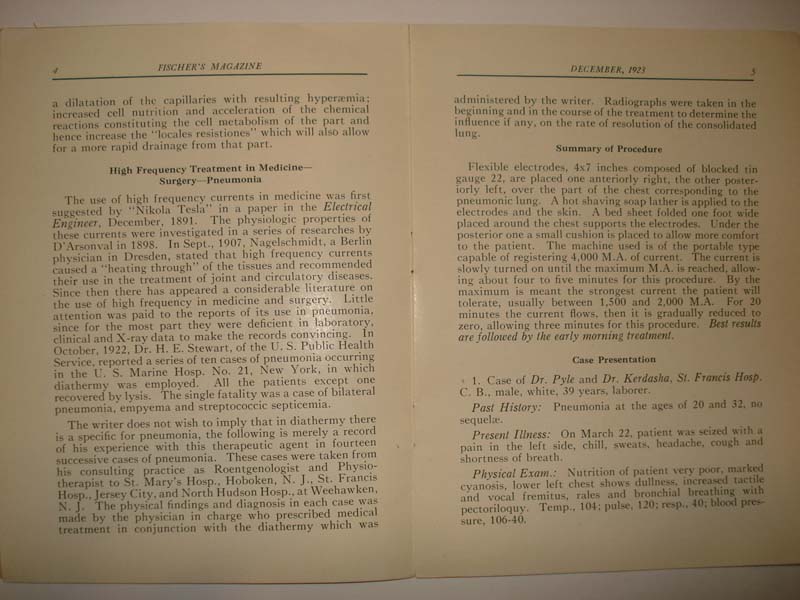 4
FISCHER'S MAGAZINE
a dilatation of the capillaries with resulting hyperæmia;
increased cell nutrition and acceleration of the chemical
reactions constituting the cell metabolism of the part and
hence increase the "locales resistiones" which will also allow
for a more rapid drainage from that part.
High Frequency Treatment in Medicine—
Surgery—Pneumonia
The use of high frequency currents in medicine was first
suggested by "Nikola Tesla" in a paper in the Electrical
Engineer, December, 1891. The physiologic properties of
these currents were investigated in a series of researches by
D'Arsonval in 1898. In Sept., 1907, Nagelschmidt, a Berlin
physician in Dresden, stated that high frequency currents
caused a "heating through" of the tissues and recommended
their use in the treatment of joint and circulatory diseases.
Since then there has appeared a considerable literature on
the use of high frequency in medicine and surgery. Little
attention was paid to the reports of its use in pneumonia,
since for the most part they were deficient in laboratory,
clinical and X-ray data to make the records convincing. In
October, 1922, Dr. H. E. Stewart, of the U. S. Public Health
Service, reported a series of ten cases of pneumonia occurring
in the U. S. Marine Hosp. No. 21, New York, in which
diathermy was employed. All the patients except one
recovered by lysis. The single fatality was a case of bilateral
pneumonia, empyema and streptococcic septicemia.
The writer does not wish to imply that in diathermy there
is a specific for pneumonia, the following is merely a record
of his experience with this therapeutic agent in fourteen
successive cases of pneumonia. These cases were taken from
his consulting practice as Roentgenologist and Physio-
therapist to St. Mary's Hosp., Hoboken, N. J., St. Francis
Hosp., Jersey City, and North Hudson Hosp., at Weehawken,
N. J. The physical findings and diagnosis in each case was
made by the physician in charge who prescribed medical
treatment in conjunction with the diathermy which was
DECEMBER, 1923
5
administered by the writer. Radiographs were taken in the
beginning and in the course of the treatment to determine the
influence if any, on the rate of resolution of the consolidated
lung.
Summary of Procedure
Flexible electrodes, 4x7 inches composed of blocked tin
gauge 22, are placed one anteriorly right, the other poster-
iorly left, over the part of the chest corresponding to the
pneumonic lung. A hot shaving soap lather is applied to the
electrodes and the skin. A bed sheet folded one foot wide
placed around the chest supports the electrodes. Under the
posterior one a small cushion is placed to allow more comfort
to the patient. The machine used is of the portable type
capable of registering 4,000 M.A. of current. The current is
slowly turned on until the maximum M.A. is reached, allow-
ing about four to five minutes for this procedure. By the
maximum is meant the strongest current the patient will
tolerate, usually between 1,500 and 2,000 M.A. For 20
minutes the current flows, then it is gradually reduced to
zero, allowing three minutes for this procedure. Best results
are followed by the early morning treatment.
Case Presentation
1. Case of Dr. Pyle and Dr. Kerdasha, St. Francis Hosp.
C. B., male, white, 39 years, laborer.
Past History: Pneumonia at the ages of 20 and 32, no
sequelæ.
Present Illness: On March 22, patient was seized with a
pain in the left side, chill, sweats, headache, cough and
shortness of breath.
Physical Exam.: Nutrition of patient very poor, marked
cyanosis, lower left chest shows dullness, increased tactile
and vocal fremitus, rales and bronchial breathing with
pectoriloquy. Temp., 104; pulse, 120; resp., 40; blood pres-
sure, 106-40.